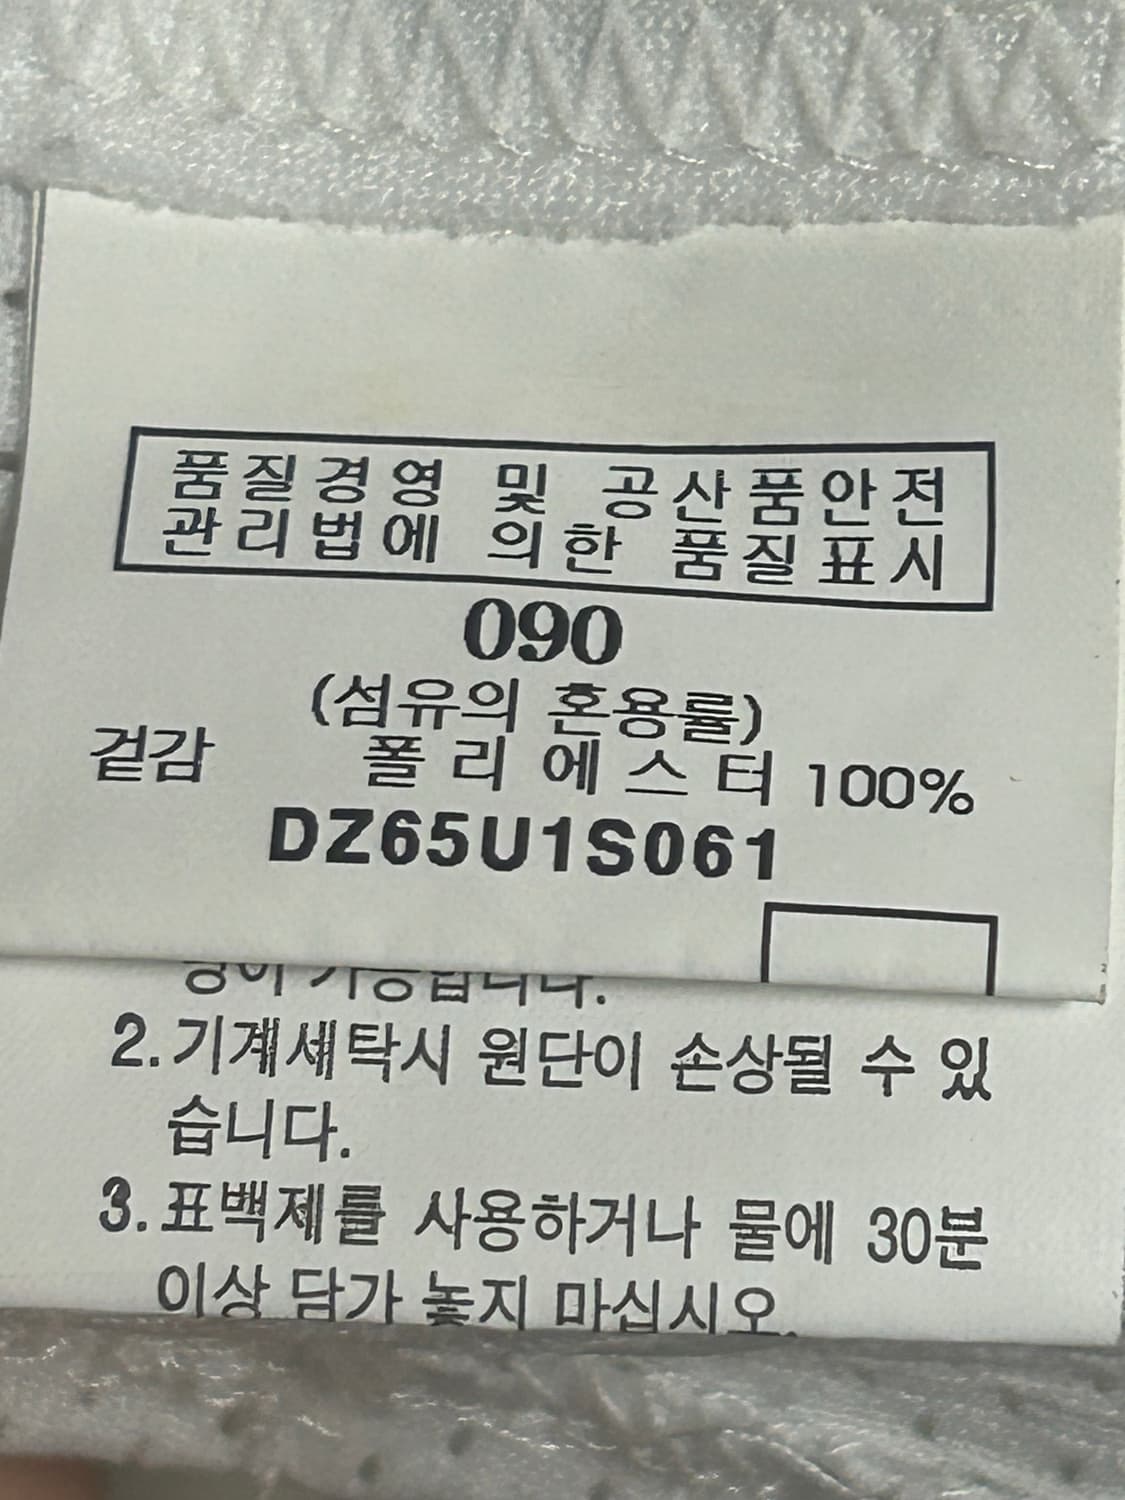 품질경영 및 공산품안전
관리법에 의한 품질표시
090
(섬유의 혼용률)
겉감 폴리에스터 100%
DZ65U1S061
2.기계세탁시 원단이 손상될 수 있
습니다.
3.표백제를 사용하거나 물에 30분
이상 담가 놓지 마십시오.